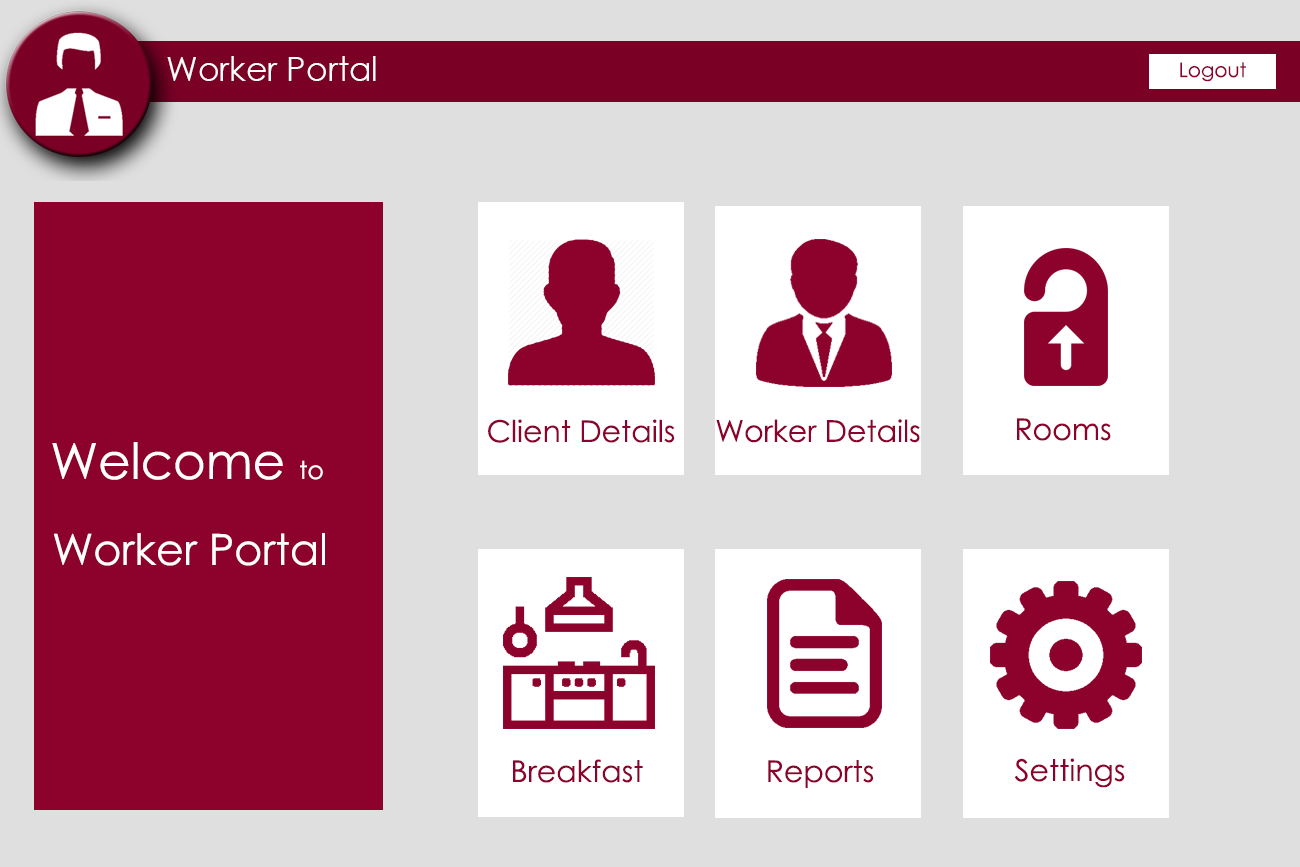 Worker Portal
Logout
Welcome to
Worker Portal
Client Details
Worker Details
Rooms
Breakfast
Reports
Settings